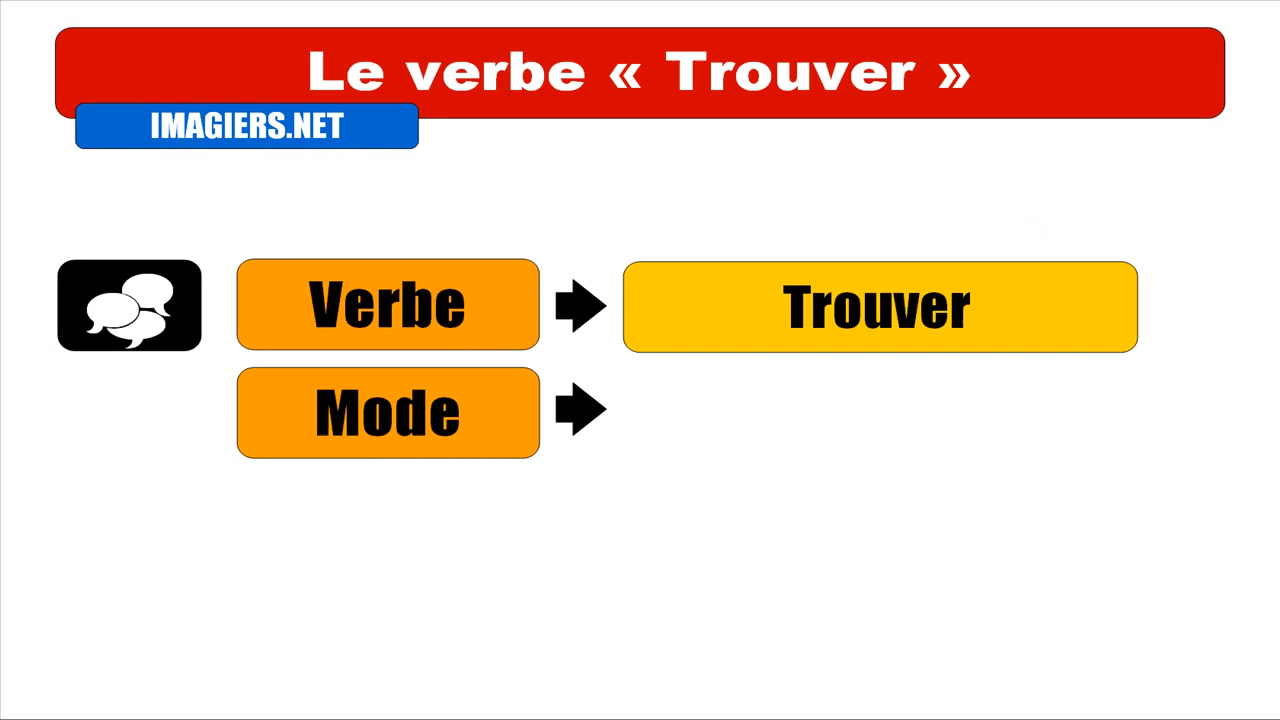 Le verbe « Trouver »
IMAGIERS.NET
Verbe
Trouver
Mode